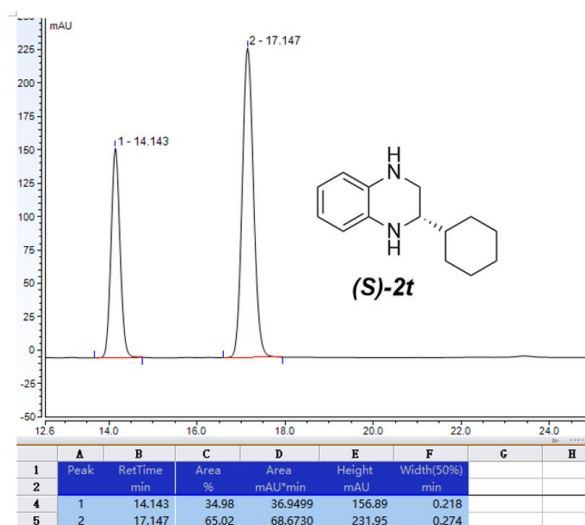 250
mAU
2 - 17.147
225
200
175
1 - 14.143
150
125
100
75
50
25
0
-25
-50
H
N
N
H
(S)-2t
12.6 14.0 16.0 18.0 20.0 22.0 24.0
A B C D E F G H
1 Peak RetTime Area Area Height Width(50%)
2 min % mAU*min mAU min
4 1 14.143 34.98 36.9499 156.89 0.218
5 2 17.147 65.02 68.6730 231.95 0.274